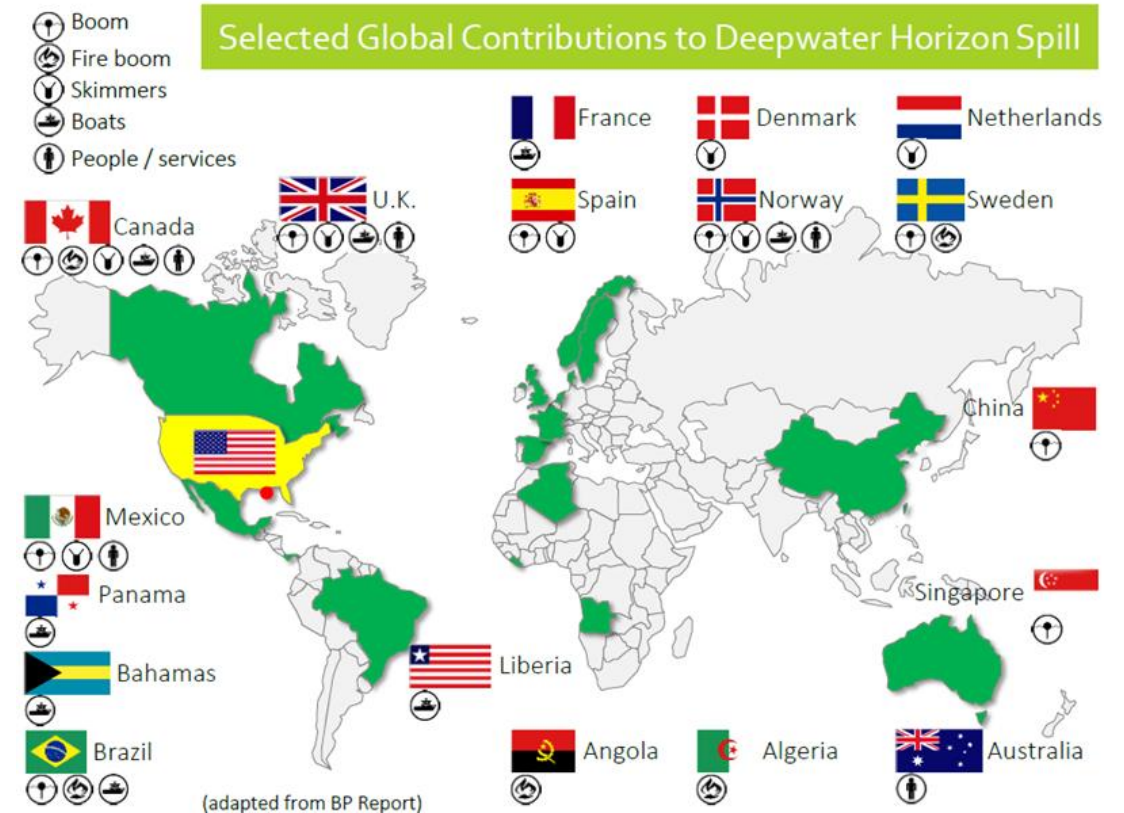 Selected Global Contributions to Deepwater Horizon Spill
Boom
Fire boom
Skimmers
Boats
People / services
France
Denmark
Netherlands
Canada
U.K.
Spain
Norway
Sweden
China
Mexico
Panama
Singapore
Bahamas
Liberia
Brazil
Angola
Algeria
Australia
(adapted from BP Report)